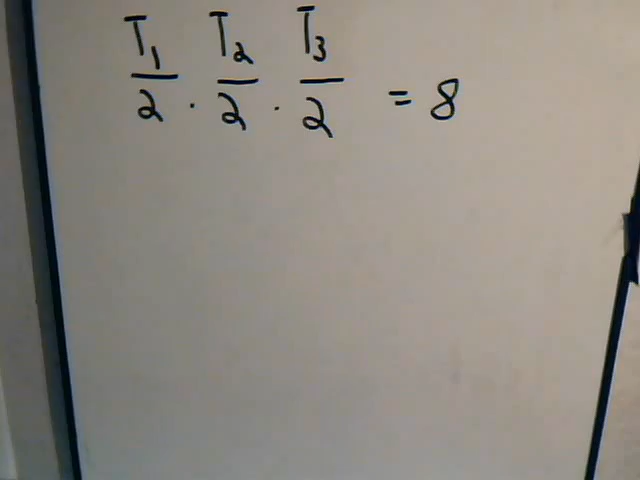 T₁/2 · T₂/2 · T₃/2 = 8